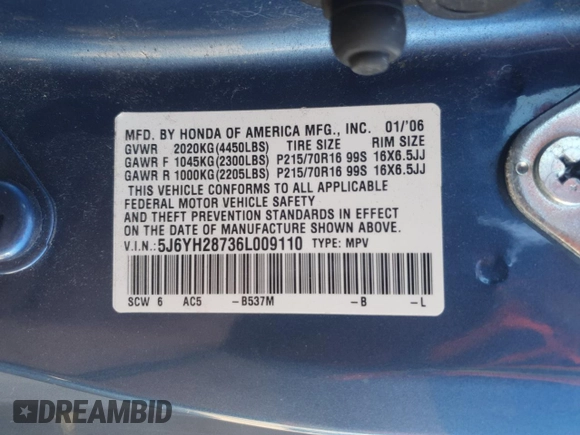 MFD. BY HONDA OF AMERICA MFG., INC. 01/'06
GVWR 2020KG(4450LBS) TIRE SIZE RIM SIZE
GAWR F 1045KG(2300LBS) P215/70R16 99S 16X6.5JJ
GAWR R 1000KG(2205LBS) P215/70R16 99S 16X6.5JJ
THIS VEHICLE CONFORMS TO ALL APPLICABLE
FEDERAL MOTOR VEHICLE SAFETY
AND THEFT PREVENTION STANDARDS IN EFFECT
ON THE DATE OF MANUFACTURE SHOWN ABOVE.
V.I.N.: 5J6YH28736L009110 TYPE: MPV
SCW 6 AC5 -B537M -B -L
DREAMBID